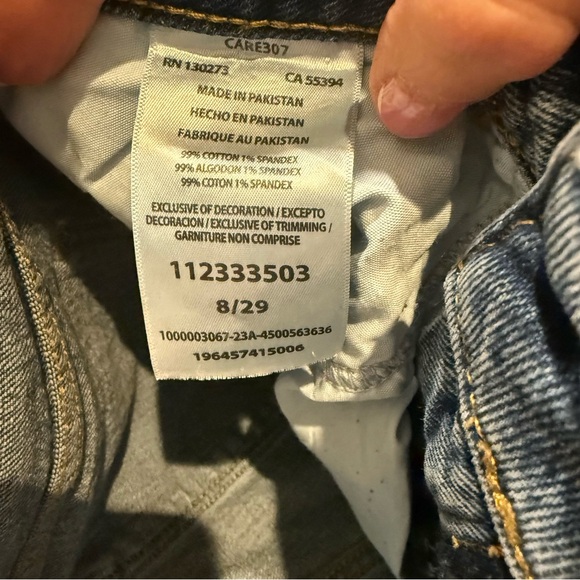 CARE307
RN 130273 CA 55394
MADE IN PAKISTAN
HECHO EN PAKISTAN
FABRIQUE AU PAKISTAN
99% COTTON 1% SPANDEX
99% ALGODON 1% SPANDEX
99% COTON 1% SPANDEX
EXCLUSIVE OF DECORATION / EXCEPTO
DECORACIÓN / EXCLUSIVE OF TRIMMING /
GARNITURE NON COMPRISE
112333503
8/29
1000003067-23A-4500563636
196457415006